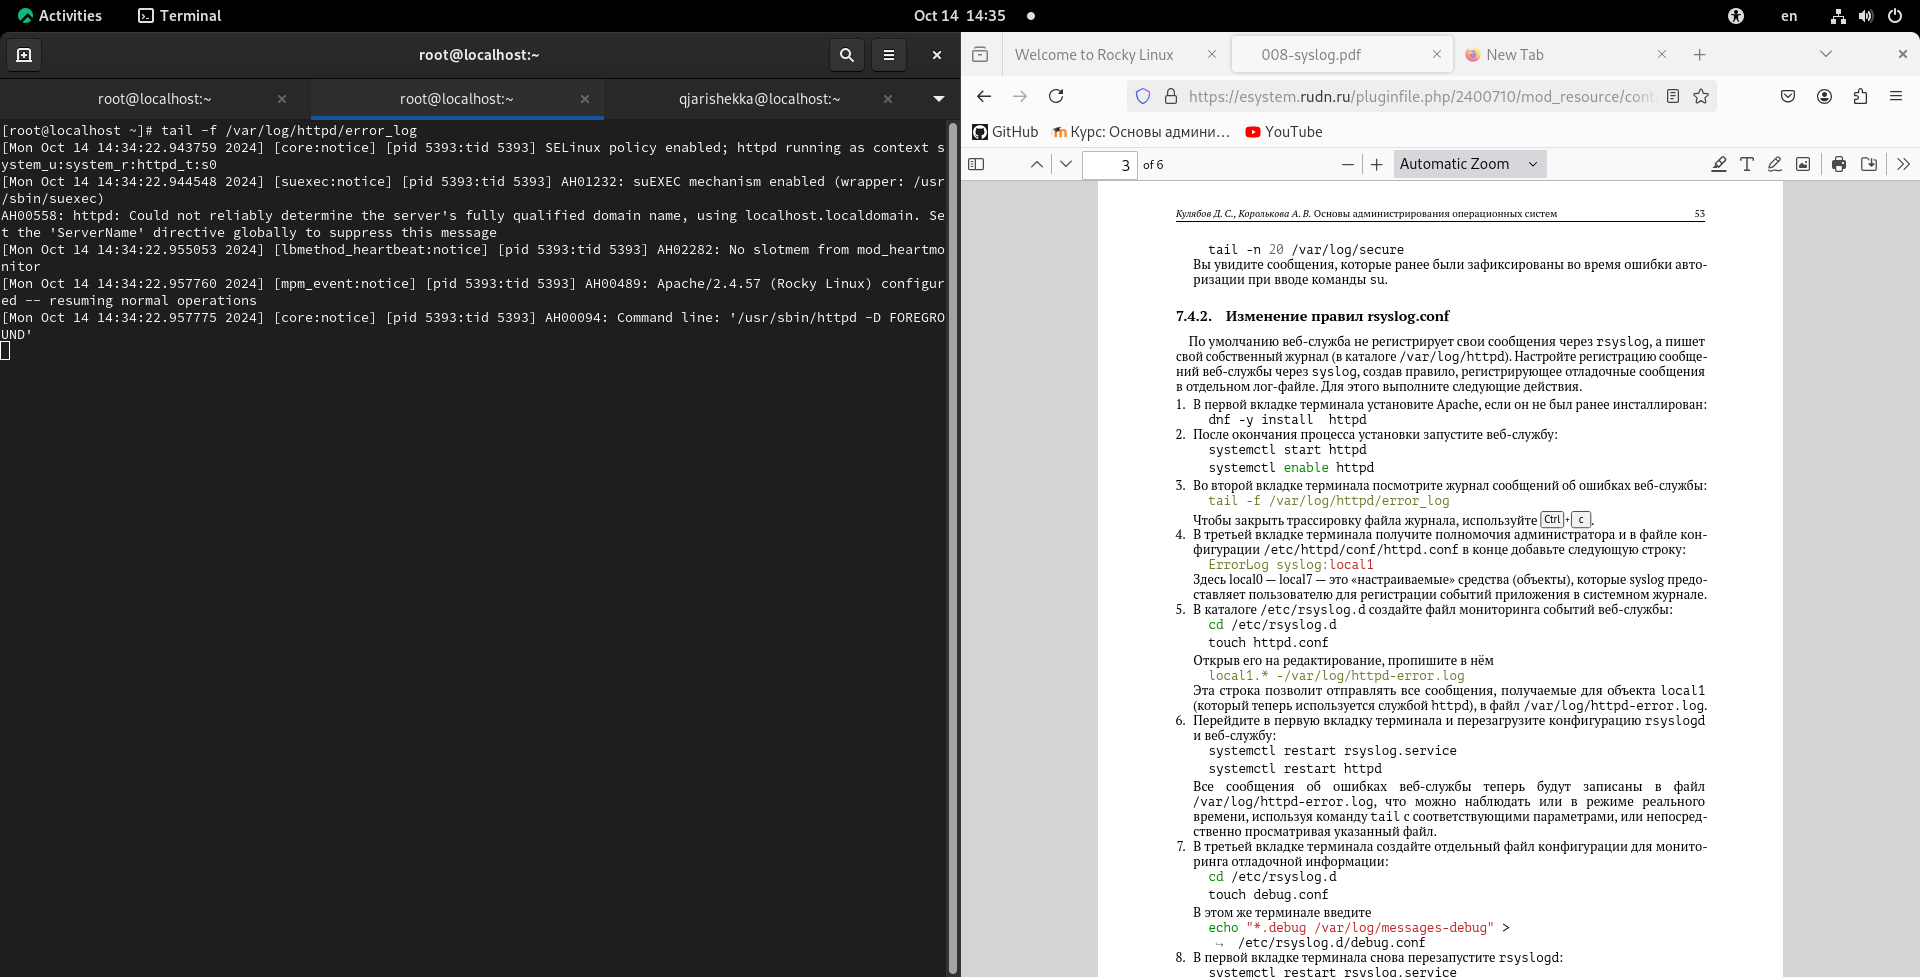 Activities
Terminal
Oct 14 14:35
en
root@localhost:~
root@localhost:~
root@localhost:~
qjarishekka@localhost:~
[root@localhost ~]# tail -f /var/log/httpd/error_log
[Mon Oct 14 14:34:22.943759 2024] [core:notice] [pid 5393:tid 5393] SELinux policy enabled; httpd running as context s
ystem_u:system_r:httpd_t:s0
[Mon Oct 14 14:34:22.944548 2024] [suexec:notice] [pid 5393:tid 5393] AH01232: suEXEC mechanism enabled (wrapper: /usr
/sbin/suexec)
AH00558: httpd: Could not reliably determine the server's fully qualified domain name, using localhost.localdomain. Se
t the 'ServerName' directive globally to suppress this message
[Mon Oct 14 14:34:22.955053 2024] [lbmethod_heartbeat:notice] [pid 5393:tid 5393] AH02282: No slotmem from mod_heartmo
nitor
[Mon Oct 14 14:34:22.957760 2024] [mpm_event:notice] [pid 5393:tid 5393] AH00489: Apache/2.4.57 (Rocky Linux) configur
ed -- resuming normal operations
[Mon Oct 14 14:34:22.957775 2024] [core:notice] [pid 5393:tid 5393] AH00094: Command line: '/usr/sbin/httpd -D FOREGRO
UND'
Welcome to Rocky Linux
008-syslog.pdf
New Tab
https://esystem.rudn.ru/pluginfile.php/2400710/mod_resource/cont
GitHub
Курс: Основы админи…
YouTube
3 of 6
Automatic Zoom
Кулябов Д. С., Королькова А. В. Основы администрирования операционных систем 53
tail -n 20 /var/log/secure
Вы увидите сообщения, которые ранее были зафиксированы во время ошибки авто-
ризации при вводе команды su.
7.4.2. Изменение правил rsyslog.conf
По умолчанию веб-служба не регистрирует свои сообщения через rsyslog, а пишет
свой собственный журнал (в каталоге /var/log/httpd). Настройте регистрацию сообще-
ний веб-службы через syslog, создав правило, регистрирующее отладочные сообщения
в отдельном лог-файле. Для этого выполните следующие действия.
1. В первой вкладке терминала установите Apache, если он не был ранее инсталлирован:
dnf -y install httpd
2. После окончания процесса установки запустите веб-службу:
systemctl start httpd
systemctl enable httpd
3. Во второй вкладке терминала посмотрите журнал сообщений об ошибках веб-службы:
tail -f /var/log/httpd/error_log
Чтобы закрыть трассировку файла журнала, используйте Ctrl + c .
4. В третьей вкладке терминала получите полномочия администратора и в файле кон-
фигурации /etc/httpd/conf/httpd.conf в конце добавьте следующую строку:
ErrorLog syslog:local1
Здесь local0 — local7 — это «настраиваемые» средства (объекты), которые syslog предо-
ставляет пользователю для регистрации событий приложения в системном журнале.
5. В каталоге /etc/rsyslog.d создайте файл мониторинга событий веб-службы:
cd /etc/rsyslog.d
touch httpd.conf
Открыв его на редактирование, пропишите в нём
local1.* -/var/log/httpd-error.log
Эта строка позволит отправлять все сообщения, получаемые для объекта local1
(который теперь используется службой httpd), в файл /var/log/httpd-error.log.
6. Перейдите в первую вкладку терминала и перезагрузите конфигурацию rsyslogd
и веб-службу:
systemctl restart rsyslog.service
systemctl restart httpd
Все сообщения об ошибках веб-службы теперь будут записаны в файл
/var/log/httpd-error.log, что можно наблюдать или в режиме реального
времени, используя команду tail с соответствующими параметрами, или непосред-
ственно просматривая указанный файл.
7. В третьей вкладке терминала создайте отдельный файл конфигурации для монито-
ринга отладочной информации:
cd /etc/rsyslog.d
touch debug.conf
В этом же терминале введите
echo "*.debug /var/log/messages-debug" >
↪ /etc/rsyslog.d/debug.conf
8. В первой вкладке терминала снова перезапустите rsyslogd:
systemctl restart rsyslog.service